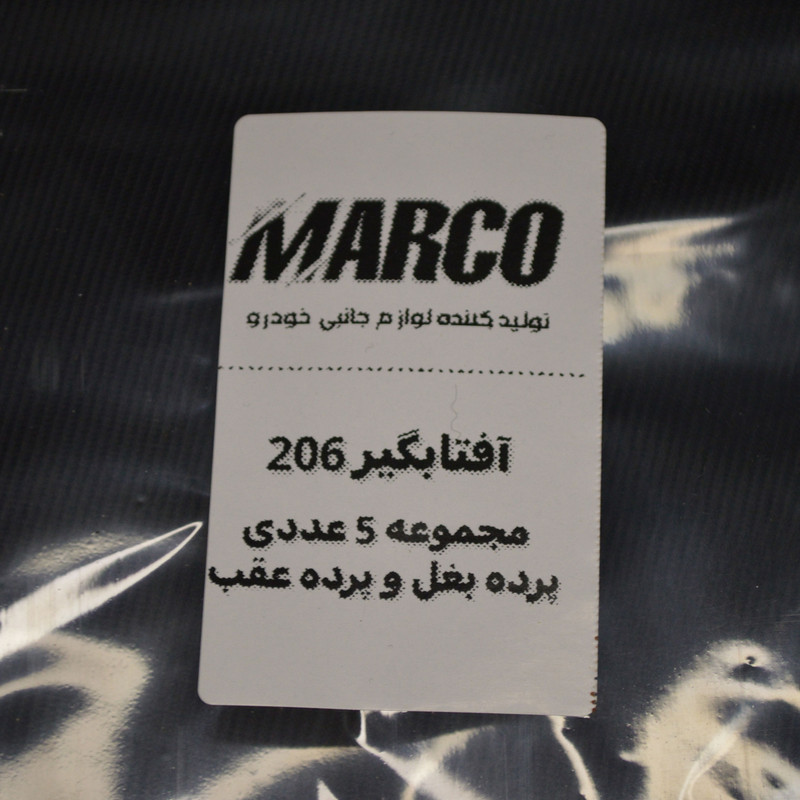 MARCO
تولید کننده لوازم جانبی خودرو
آفتابگیر 206
مجموعه 5 عددی
پرده بغل و پرده عقب